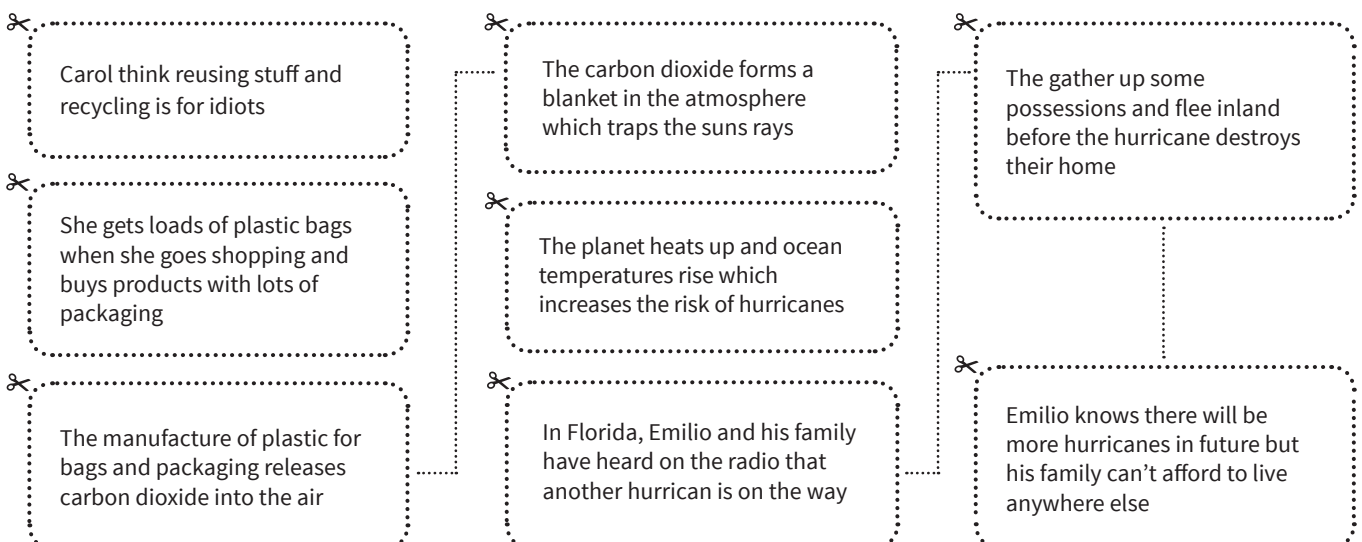 Carol think reusing stuff and
recycling is for idiots
She gets loads of plastic bags
when she goes shopping and
buys products with lots of
packaging
The manufacture of plastic for
bags and packaging releases
carbon dioxide into the air
The carbon dioxide forms a
blanket in the atmosphere
which traps the suns rays
The planet heats up and ocean
temperatures rise which
increases the risk of hurricanes
In Florida, Emilio and his family
have heard on the radio that
another hurrican is on the way
The gather up some
possessions and flee inland
before the hurricane destroys
their home
Emilio knows there will be
more hurricanes in future but
his family can’t afford to live
anywhere else